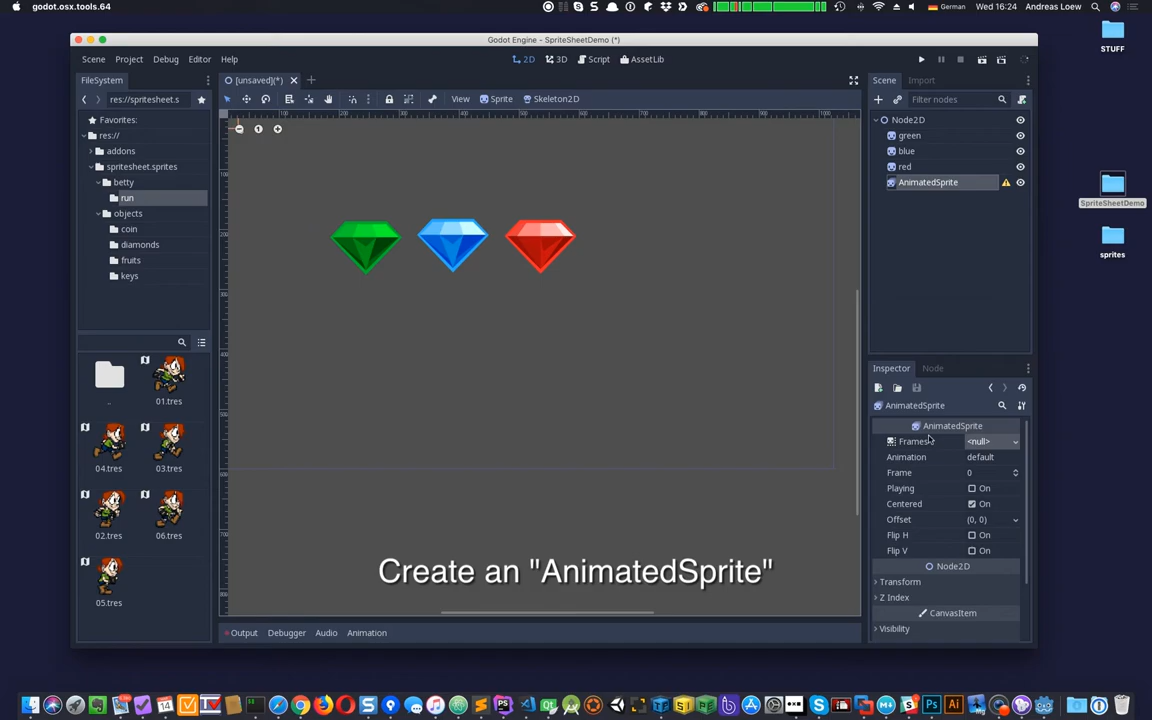 godot.osx.tools.64
German
Wed 16:24
Andreas Loew
STUFF
SpriteSheetDemo
sprites
Godot Engine - SpriteSheetDemo (*)
Scene Project Debug Editor Help
2D 3D Script AssetLib
FileSystem
[unsaved](*)
Scene Import
res://spritesheet.s
View Sprite Skeleton2D
Filter nodes
Favorites:
res://
addons
spritesheet.sprites
betty
run
objects
coin
diamonds
fruits
keys
..
01.tres
04.tres
03.tres
02.tres
06.tres
05.tres
Node2D
green
blue
red
AnimatedSprite
Inspector Node
AnimatedSprite
AnimatedSprite
Frames <null>
Animation default
Frame 0
Playing On
Centered On
Offset (0, 0)
Flip H On
Flip V On
Node2D
Transform
Z Index
CanvasItem
Visibility
Create an "AnimatedSprite"
Output Debugger Audio Animation